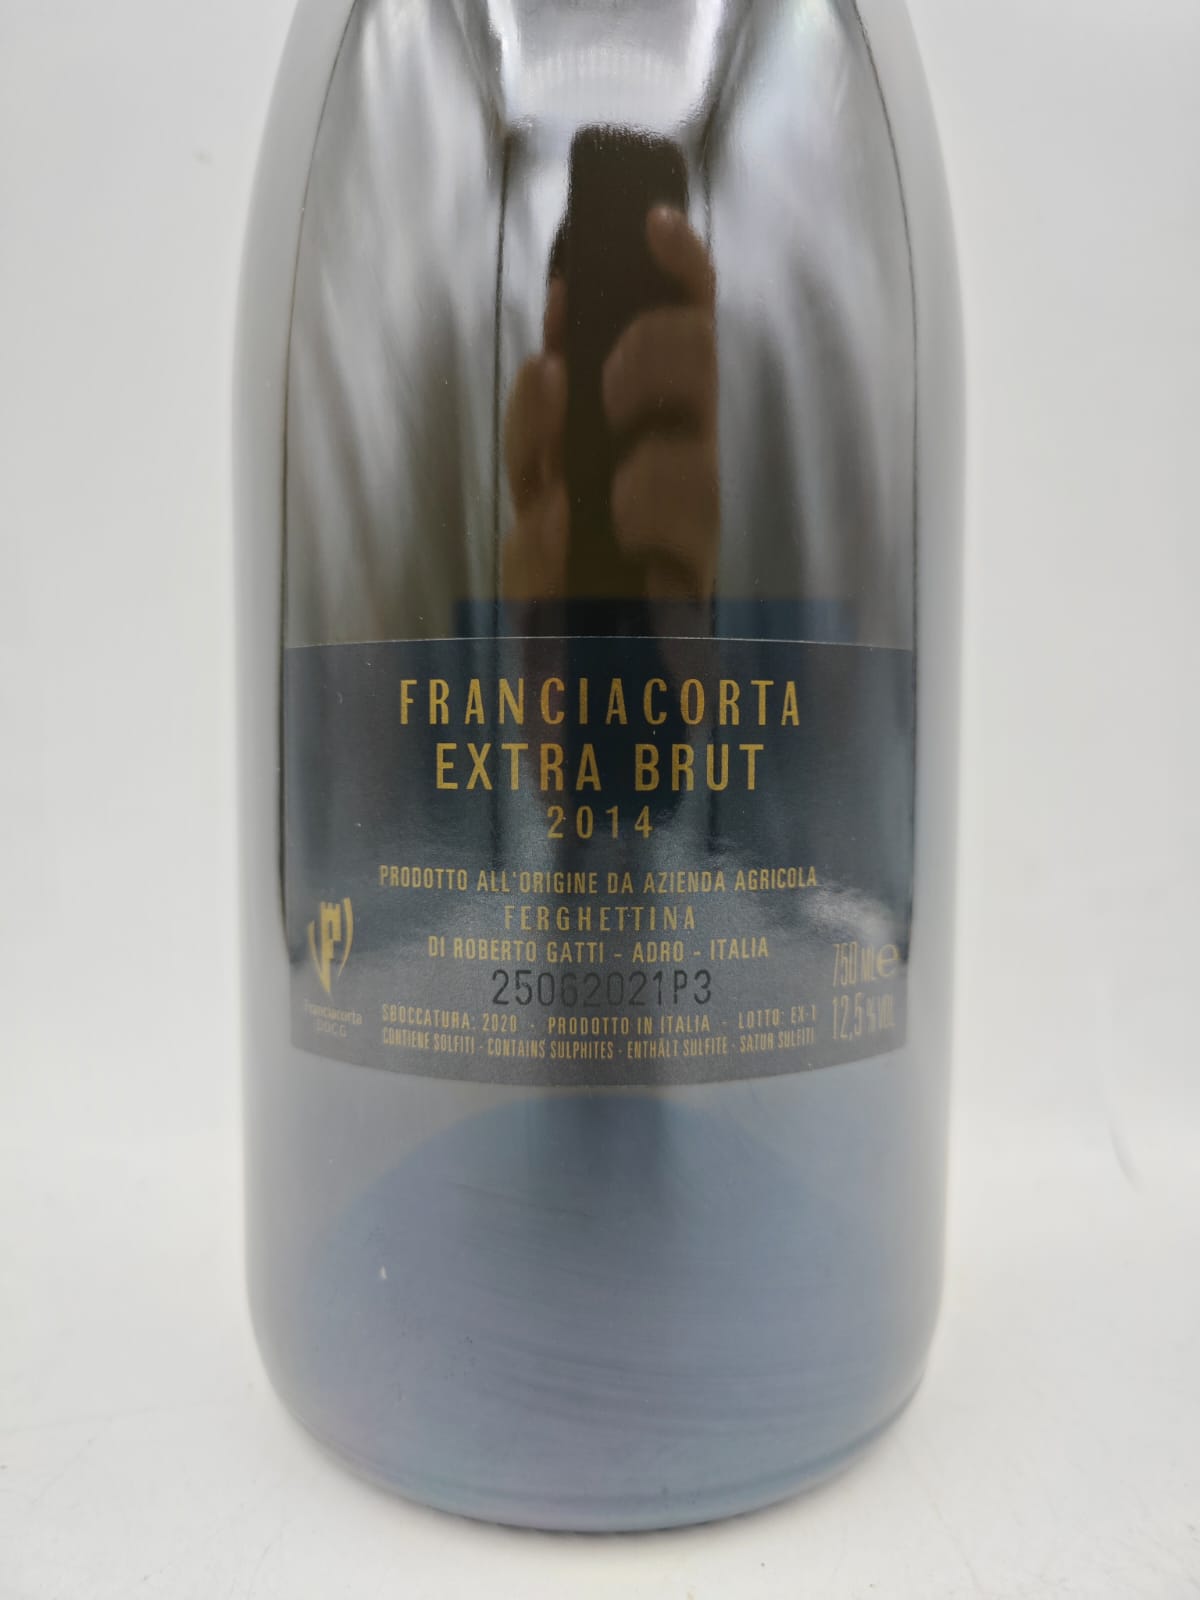 FRANCIACORTA
EXTRA BRUT
2014
PRODOTTO ALL'ORIGINE DA AZIENDA AGRICOLA
FERGHETTINA
DI ROBERTO GATTI - ADRO - ITALIA
25062021P3
750 ML e
Franciacorta
DOCG
SBOCCATURA: 2020 · PRODOTTO IN ITALIA · LOTTO: EX-1
12,5 % VOL
CONTIENE SOLFITI · CONTAINS SULPHITES · ENTHÄLT SULFITE · SATUR SULFITI